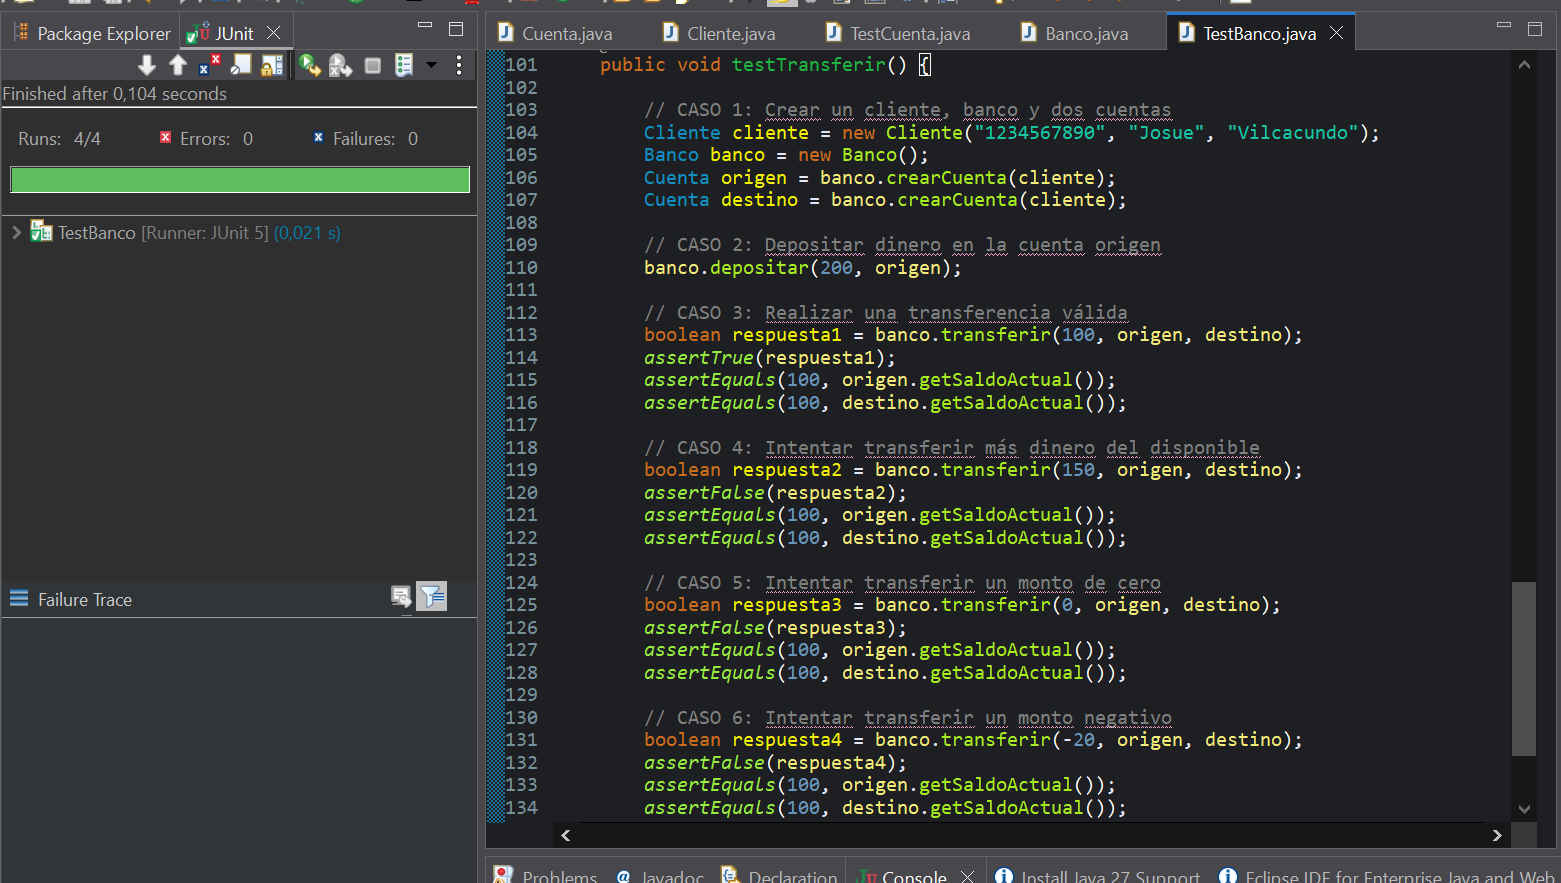 Package Explorer JUnit
Finished after 0,104 seconds
Runs: 4/4 Errors: 0 Failures: 0
TestBanco [Runner: JUnit 5] (0,021 s)
Failure Trace
Cuenta.java Cliente.java TestCuenta.java Banco.java TestBanco.java
101 public void testTransferir() {
102
103 // CASO 1: Crear un cliente, banco y dos cuentas
104 Cliente cliente = new Cliente("1234567890", "Josue", "Vilcacundo");
105 Banco banco = new Banco();
106 Cuenta origen = banco.crearCuenta(cliente);
107 Cuenta destino = banco.crearCuenta(cliente);
108
109 // CASO 2: Depositar dinero en la cuenta origen
110 banco.depositar(200, origen);
111
112 // CASO 3: Realizar una transferencia válida
113 boolean respuesta1 = banco.transferir(100, origen, destino);
114 assertTrue(respuesta1);
115 assertEquals(100, origen.getSaldoActual());
116 assertEquals(100, destino.getSaldoActual());
117
118 // CASO 4: Intentar transferir más dinero del disponible
119 boolean respuesta2 = banco.transferir(150, origen, destino);
120 assertFalse(respuesta2);
121 assertEquals(100, origen.getSaldoActual());
122 assertEquals(100, destino.getSaldoActual());
123
124 // CASO 5: Intentar transferir un monto de cero
125 boolean respuesta3 = banco.transferir(0, origen, destino);
126 assertFalse(respuesta3);
127 assertEquals(100, origen.getSaldoActual());
128 assertEquals(100, destino.getSaldoActual());
129
130 // CASO 6: Intentar transferir un monto negativo
131 boolean respuesta4 = banco.transferir(-20, origen, destino);
132 assertFalse(respuesta4);
133 assertEquals(100, origen.getSaldoActual());
134 assertEquals(100, destino.getSaldoActual());
Problems Javadoc Declaration Console Install Java 27 Support Eclipse IDE for Enterprise Java and Web